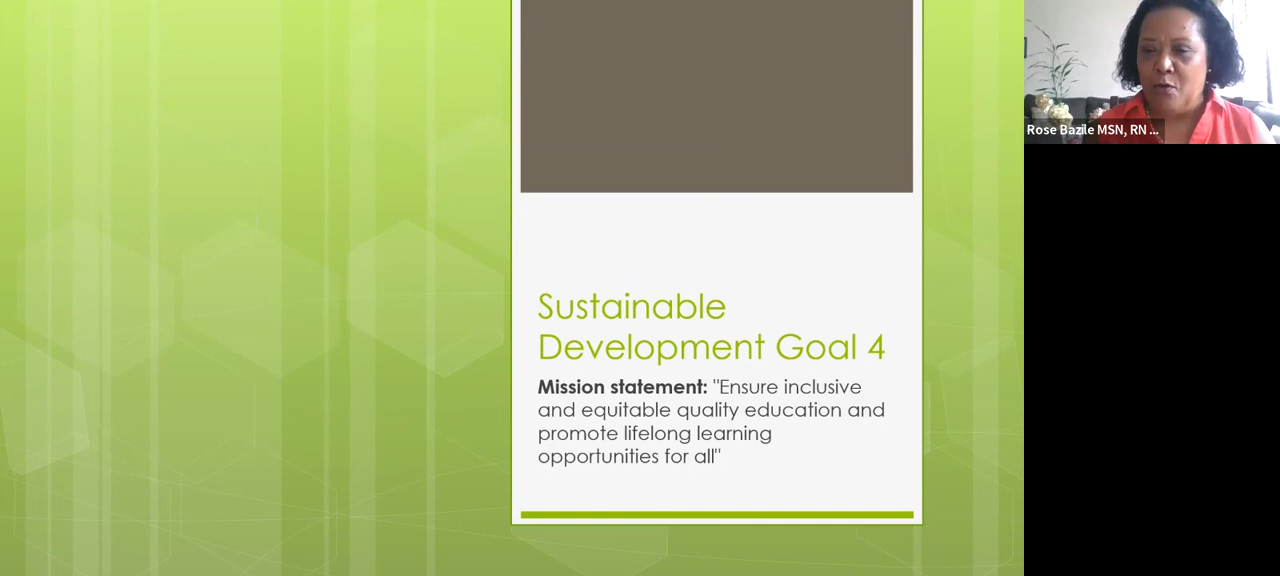 Sustainable
Development Goal 4
Mission statement: "Ensure inclusive
and equitable quality education and
promote lifelong learning
opportunities for all"
Rose Bazile MSN, RN ...